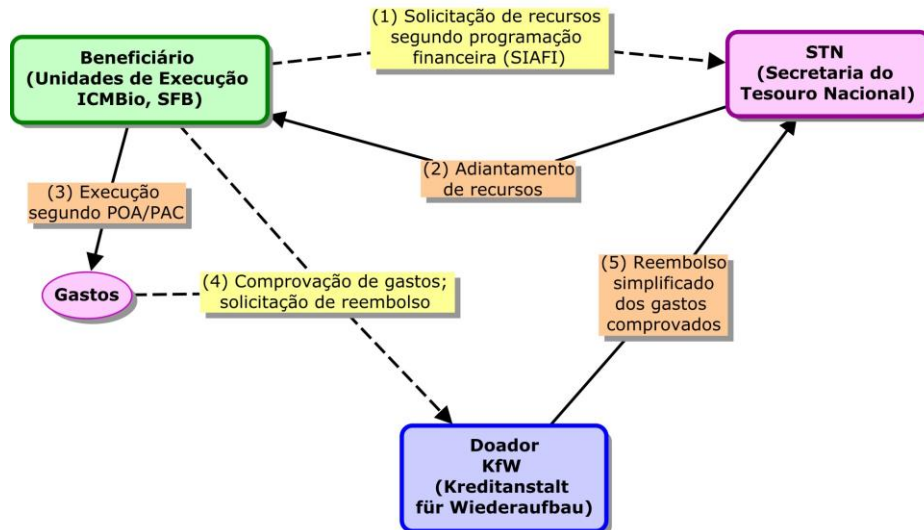 (1) Solicitação de recursos
segundo programação
financeira (SIAFI)
Beneficiário
(Unidades de Execução
ICMBio, SFB)
STN
(Secretaria do
Tesouro Nacional)
(2) Adiantamento
de recursos
(3) Execução
segundo POA/PAC
Gastos
(4) Comprovação de gastos;
solicitação de reembolso
(5) Reembolso
simplificado
dos gastos
comprovados
Doador
KfW
(Kreditanstalt
für Wiederaufbau)